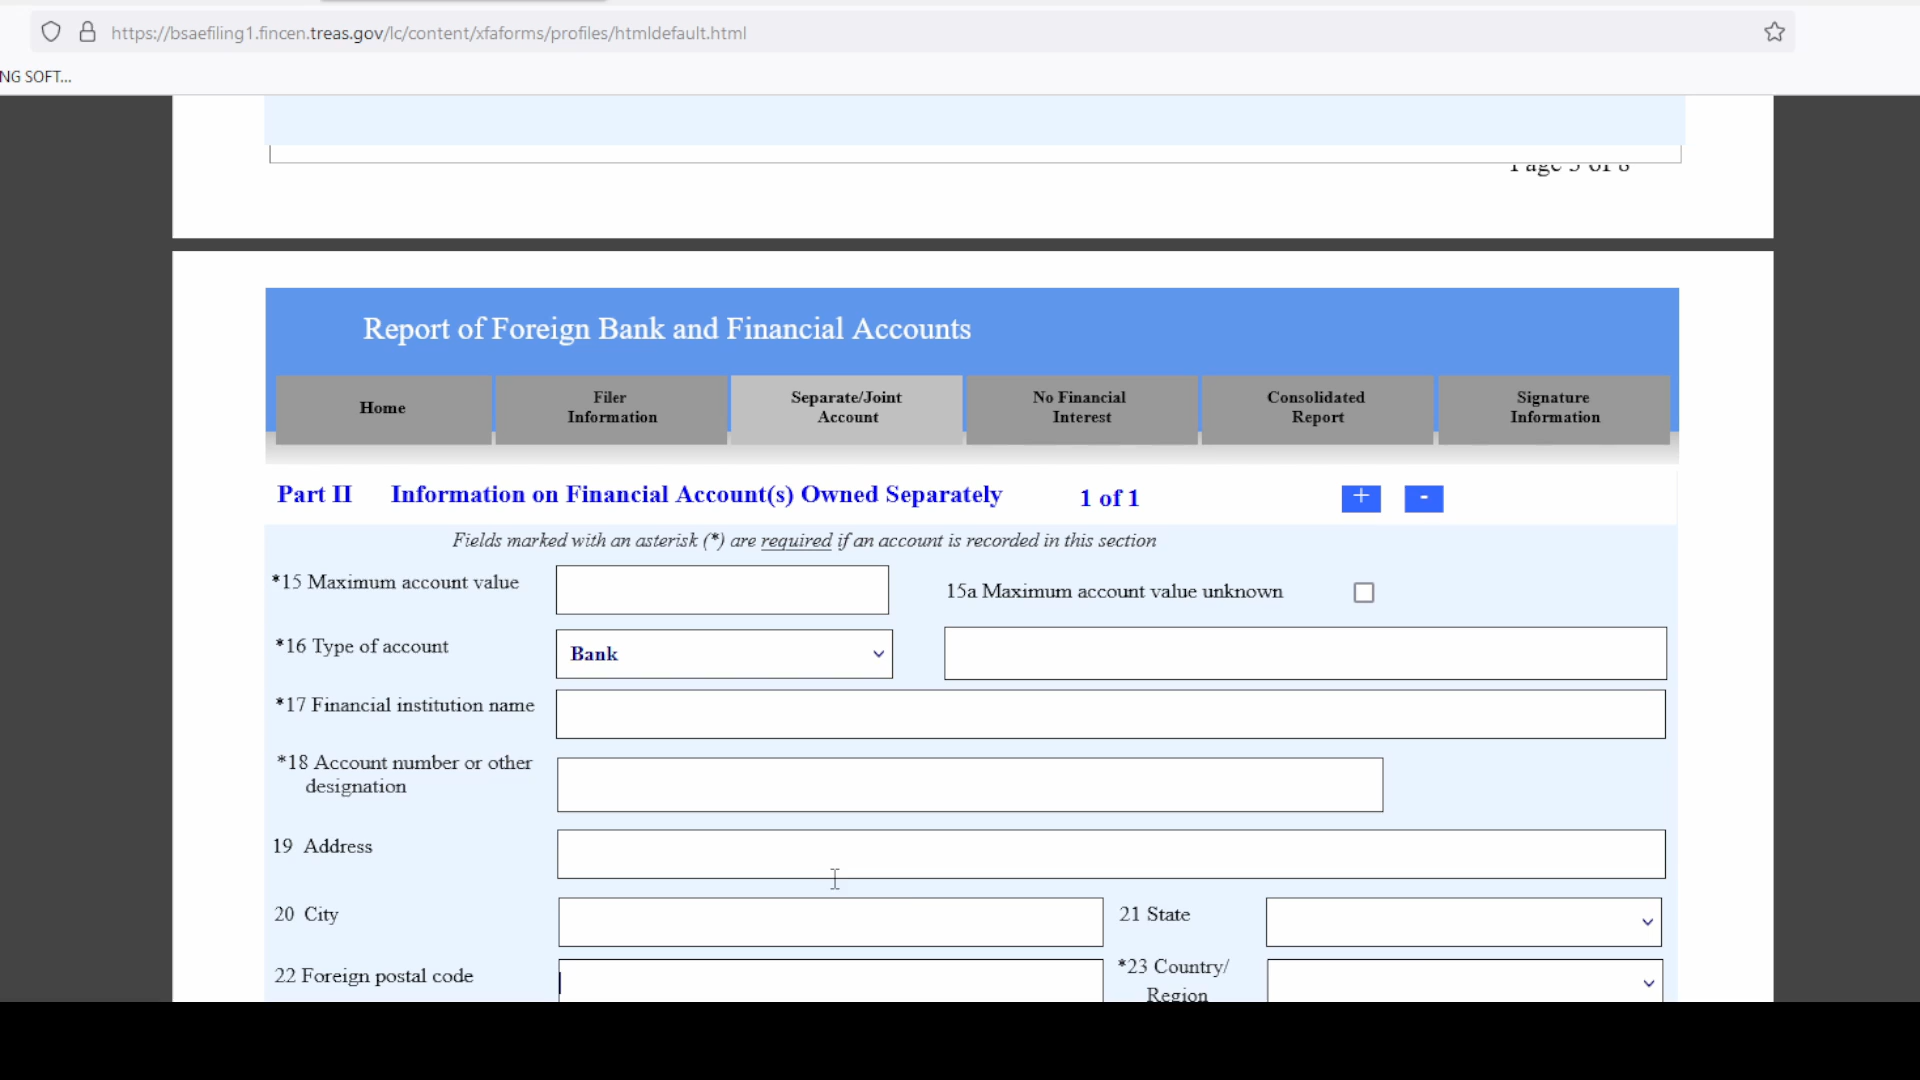 https://bsaefiling1.fincen.treas.gov/lc/content/xfaforms/profiles/htmldefault.html
NG SOFT...
Report of Foreign Bank and Financial Accounts
Home
Filer Information
Separate/Joint Account
No Financial Interest
Consolidated Report
Signature Information
Part II Information on Financial Account(s) Owned Separately 1 of 1 + -
Fields marked with an asterisk (*) are required if an account is recorded in this section
*15 Maximum account value
15a Maximum account value unknown
*16 Type of account
Bank
*17 Financial institution name
*18 Account number or other
designation
19 Address
20 City
21 State
22 Foreign postal code
*23 Country/
Region